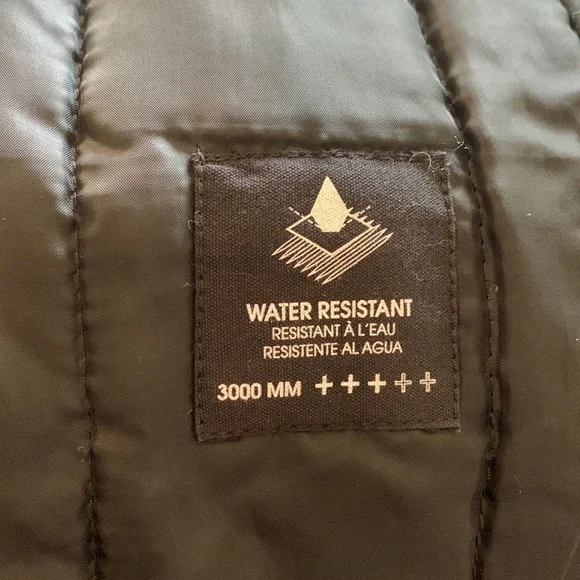 WATER RESISTANT
RESISTANT À L'EAU
RESISTENTE AL AGUA
3000 MM +++++